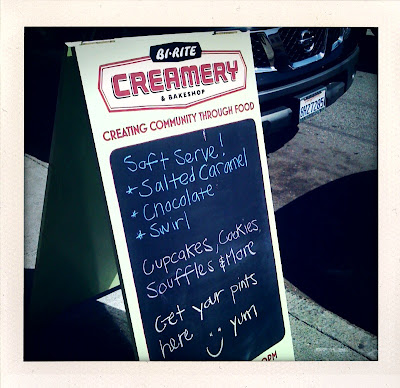 BI-RITE
CREAMERY
& BAKESHOP
CREATING COMMUNITY THROUGH FOOD
Soft Serve!
* Salted Caramel
* Chocolate
* Swirl
Cupcakes, Cookies,
Souffles & More
Get your pints
here yum